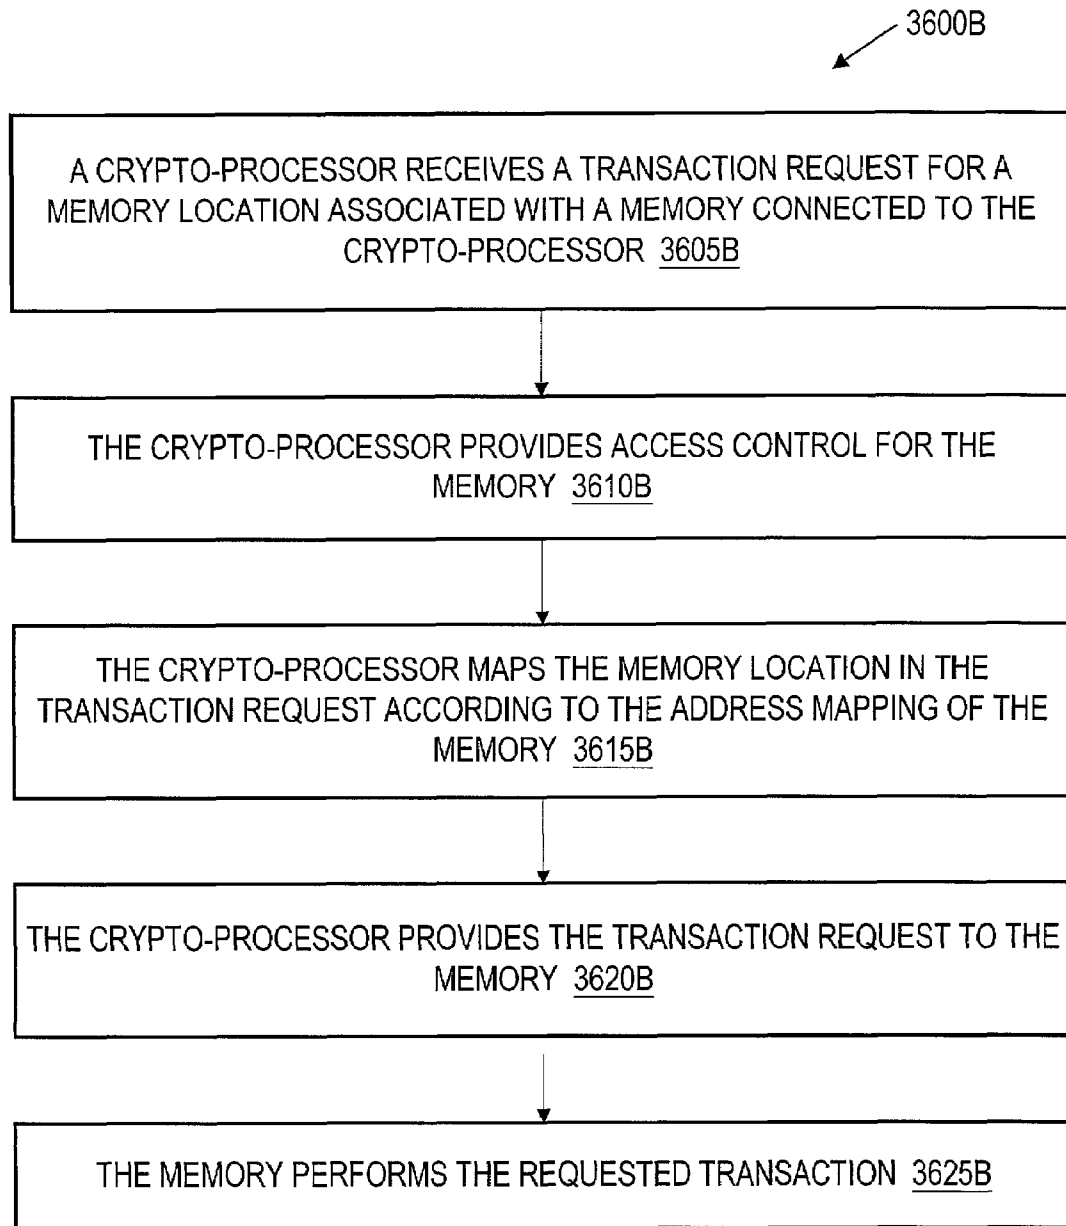 3600B
A CRYPTO-PROCESSOR RECEIVES A TRANSACTION REQUEST FOR A
MEMORY LOCATION ASSOCIATED WITH A MEMORY CONNECTED TO THE
CRYPTO-PROCESSOR 3605B
THE CRYPTO-PROCESSOR PROVIDES ACCESS CONTROL FOR THE
MEMORY 3610B
THE CRYPTO-PROCESSOR MAPS THE MEMORY LOCATION IN THE
TRANSACTION REQUEST ACCORDING TO THE ADDRESS MAPPING OF THE
MEMORY 3615B
THE CRYPTO-PROCESSOR PROVIDES THE TRANSACTION REQUEST TO THE
MEMORY 3620B
THE MEMORY PERFORMS THE REQUESTED TRANSACTION 3625B